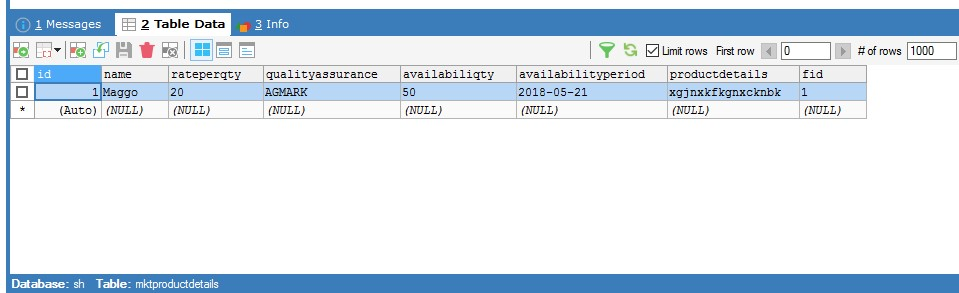 1 Messages 2 Table Data 3 Info
Limit rows First row 0 # of rows 1000
id name rateperqty qualityassurance availabiliqty availabilityperiod productdetails fid
1 Maggo 20 AGMARK 50 2018-05-21 xgjnxkfkgnxcknbk 1
* (Auto) (NULL) (NULL) (NULL) (NULL) (NULL) (NULL) (NULL)
Database: sh Table: mktproductdetails